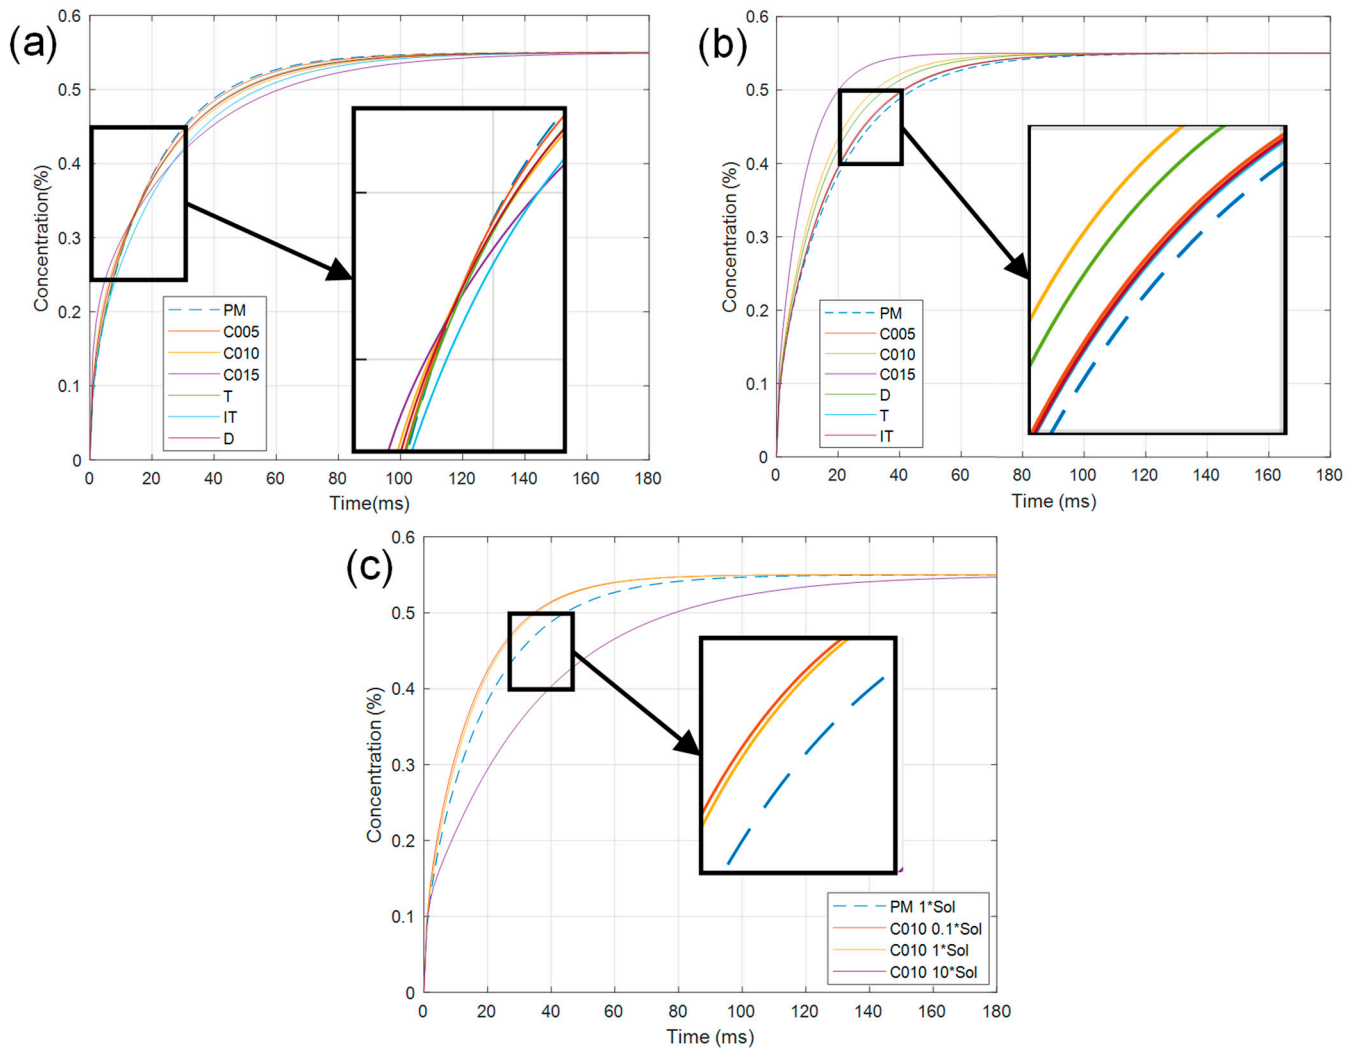 (a)
0.6
0.5
0.4
0.3
0.2
0.1
0
Concentration(%)
PM
C005
C010
C015
T
IT
D
0 20 40 60 80 100 120 140 160 180
Time(ms)
(b)
0.6
0.5
0.4
0.3
0.2
0.1
0
Concentration (%)
PM
C005
C010
C015
D
T
IT
0 20 40 60 80 100 120 140 160 180
Time (ms)
(c)
0.6
0.5
0.4
0.3
0.2
0.1
0
Concentration (%)
PM 1*Sol
C010 0.1*Sol
C010 1*Sol
C010 10*Sol
0 20 40 60 80 100 120 140 160 180
Time (ms)